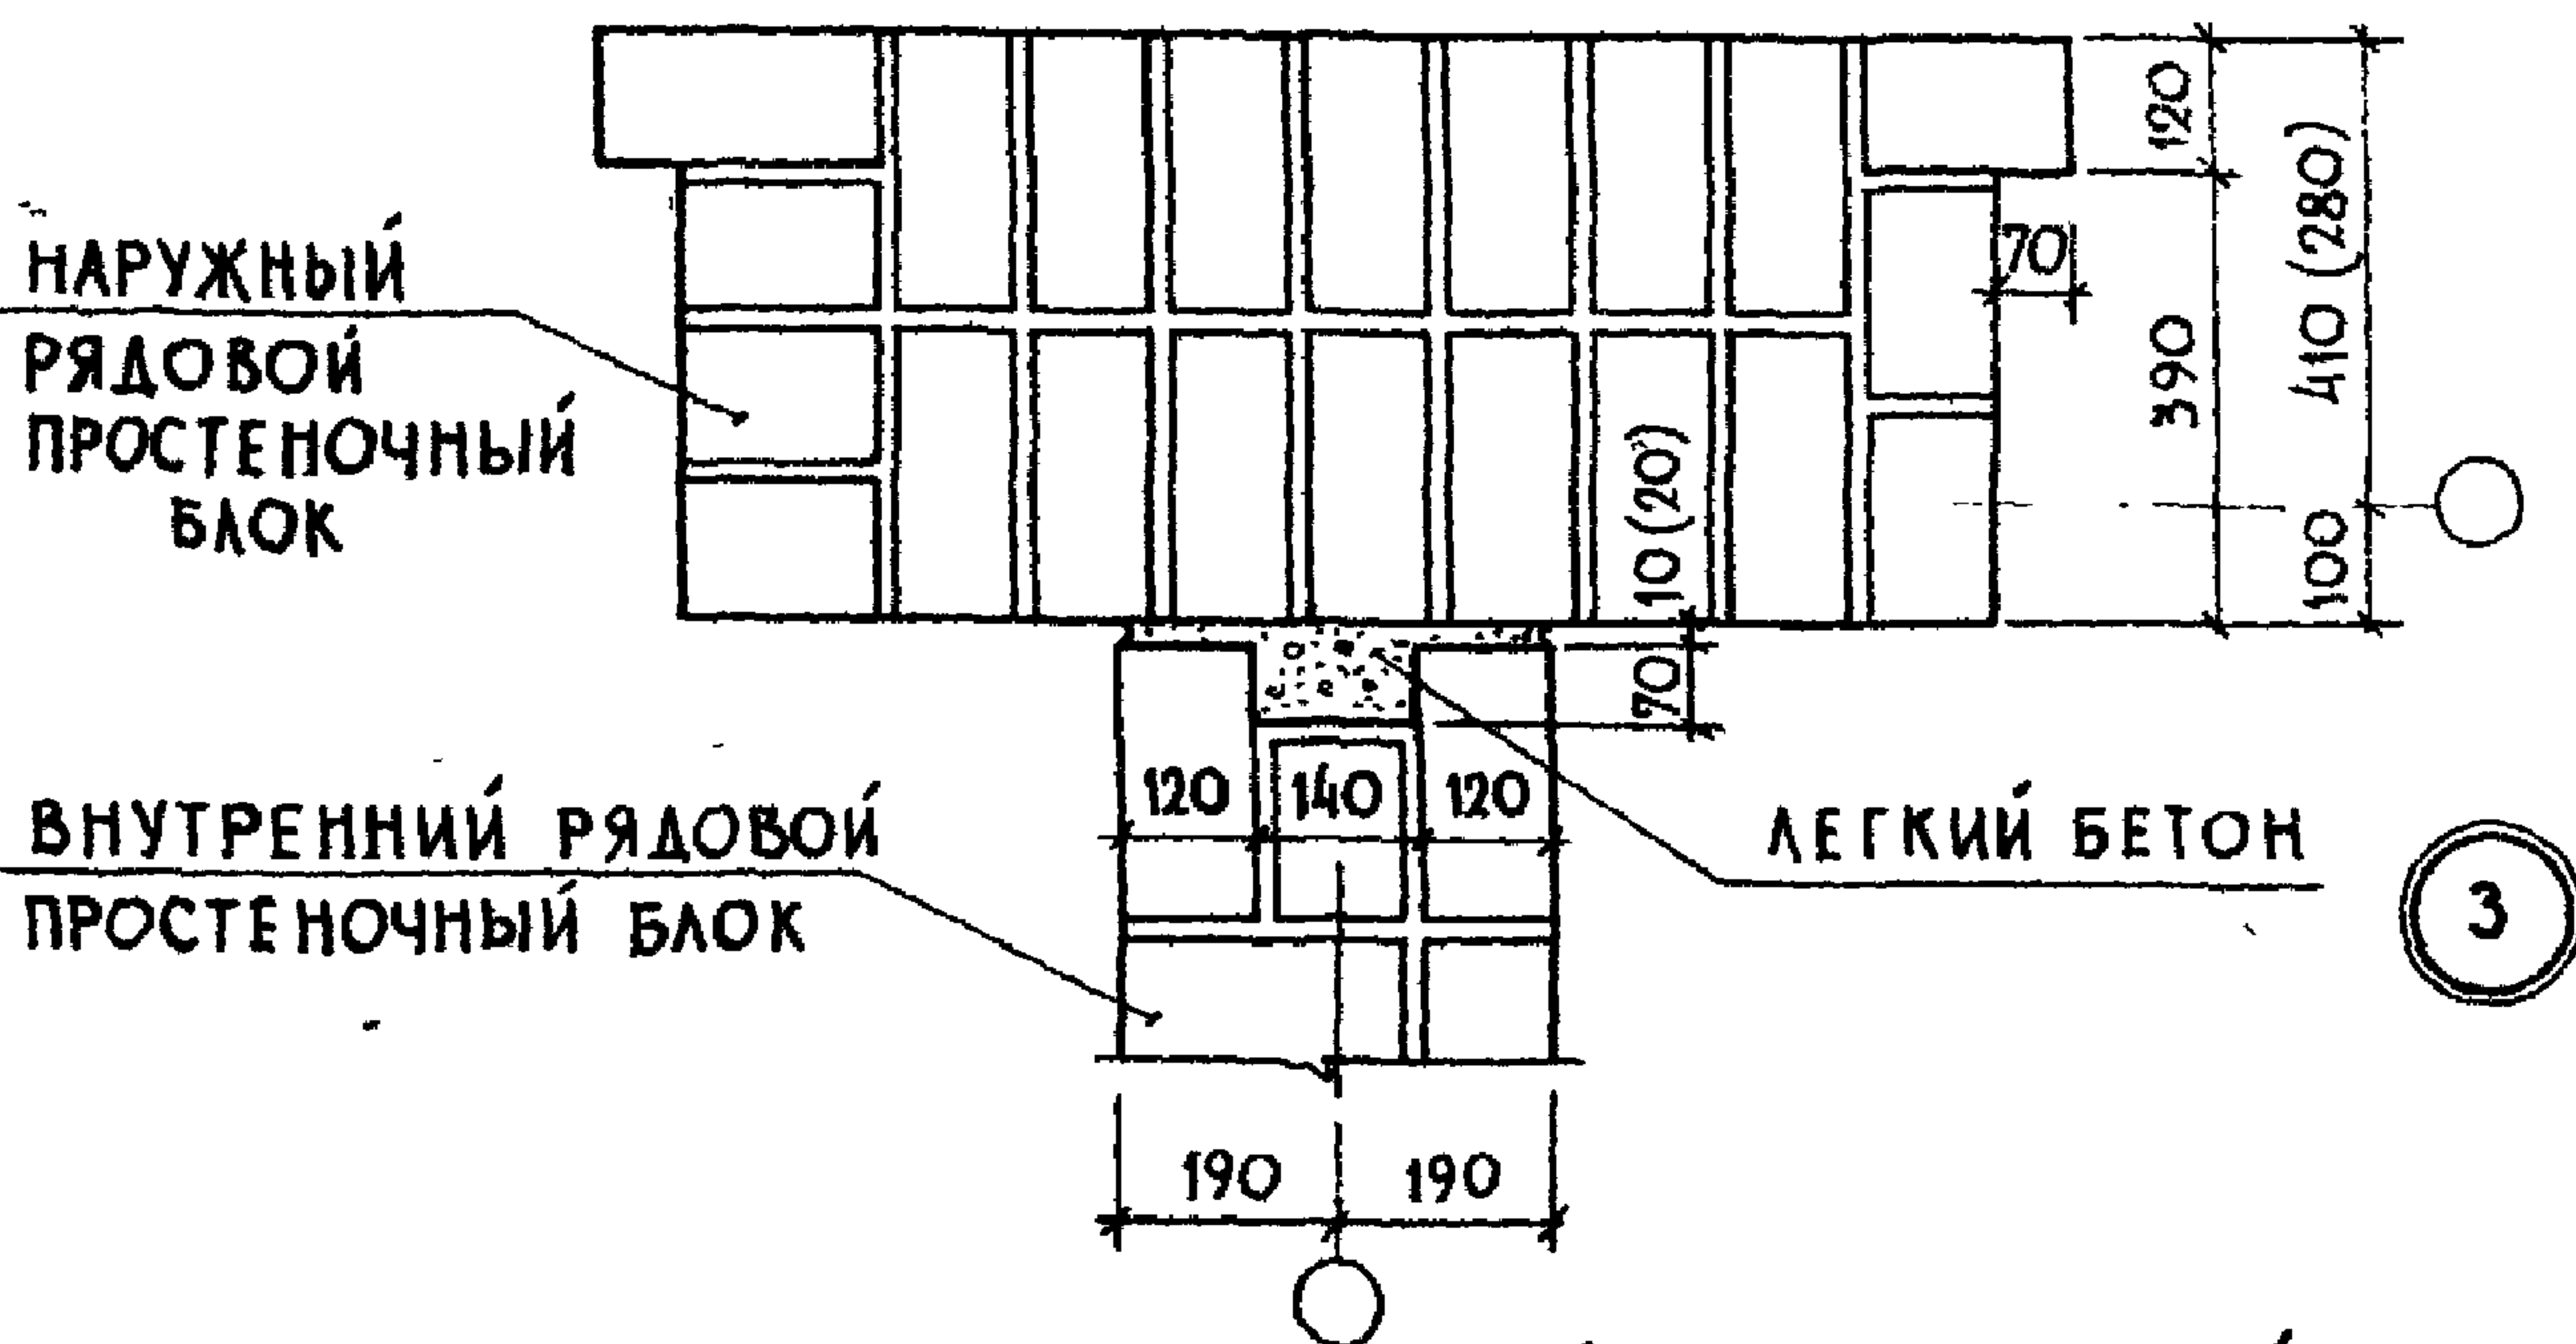 120
410 (280)
НАРУЖНЫЙ
РЯДОВОЙ
ПРОСТЕНОЧНЫЙ
БЛОК
70
390
10 (20)
100
70
120 140 120
ВНУТРЕННИЙ РЯДОВОЙ
ПРОСТЕНОЧНЫЙ БЛОК
ЛЕГКИЙ БЕТОН
3
190 190